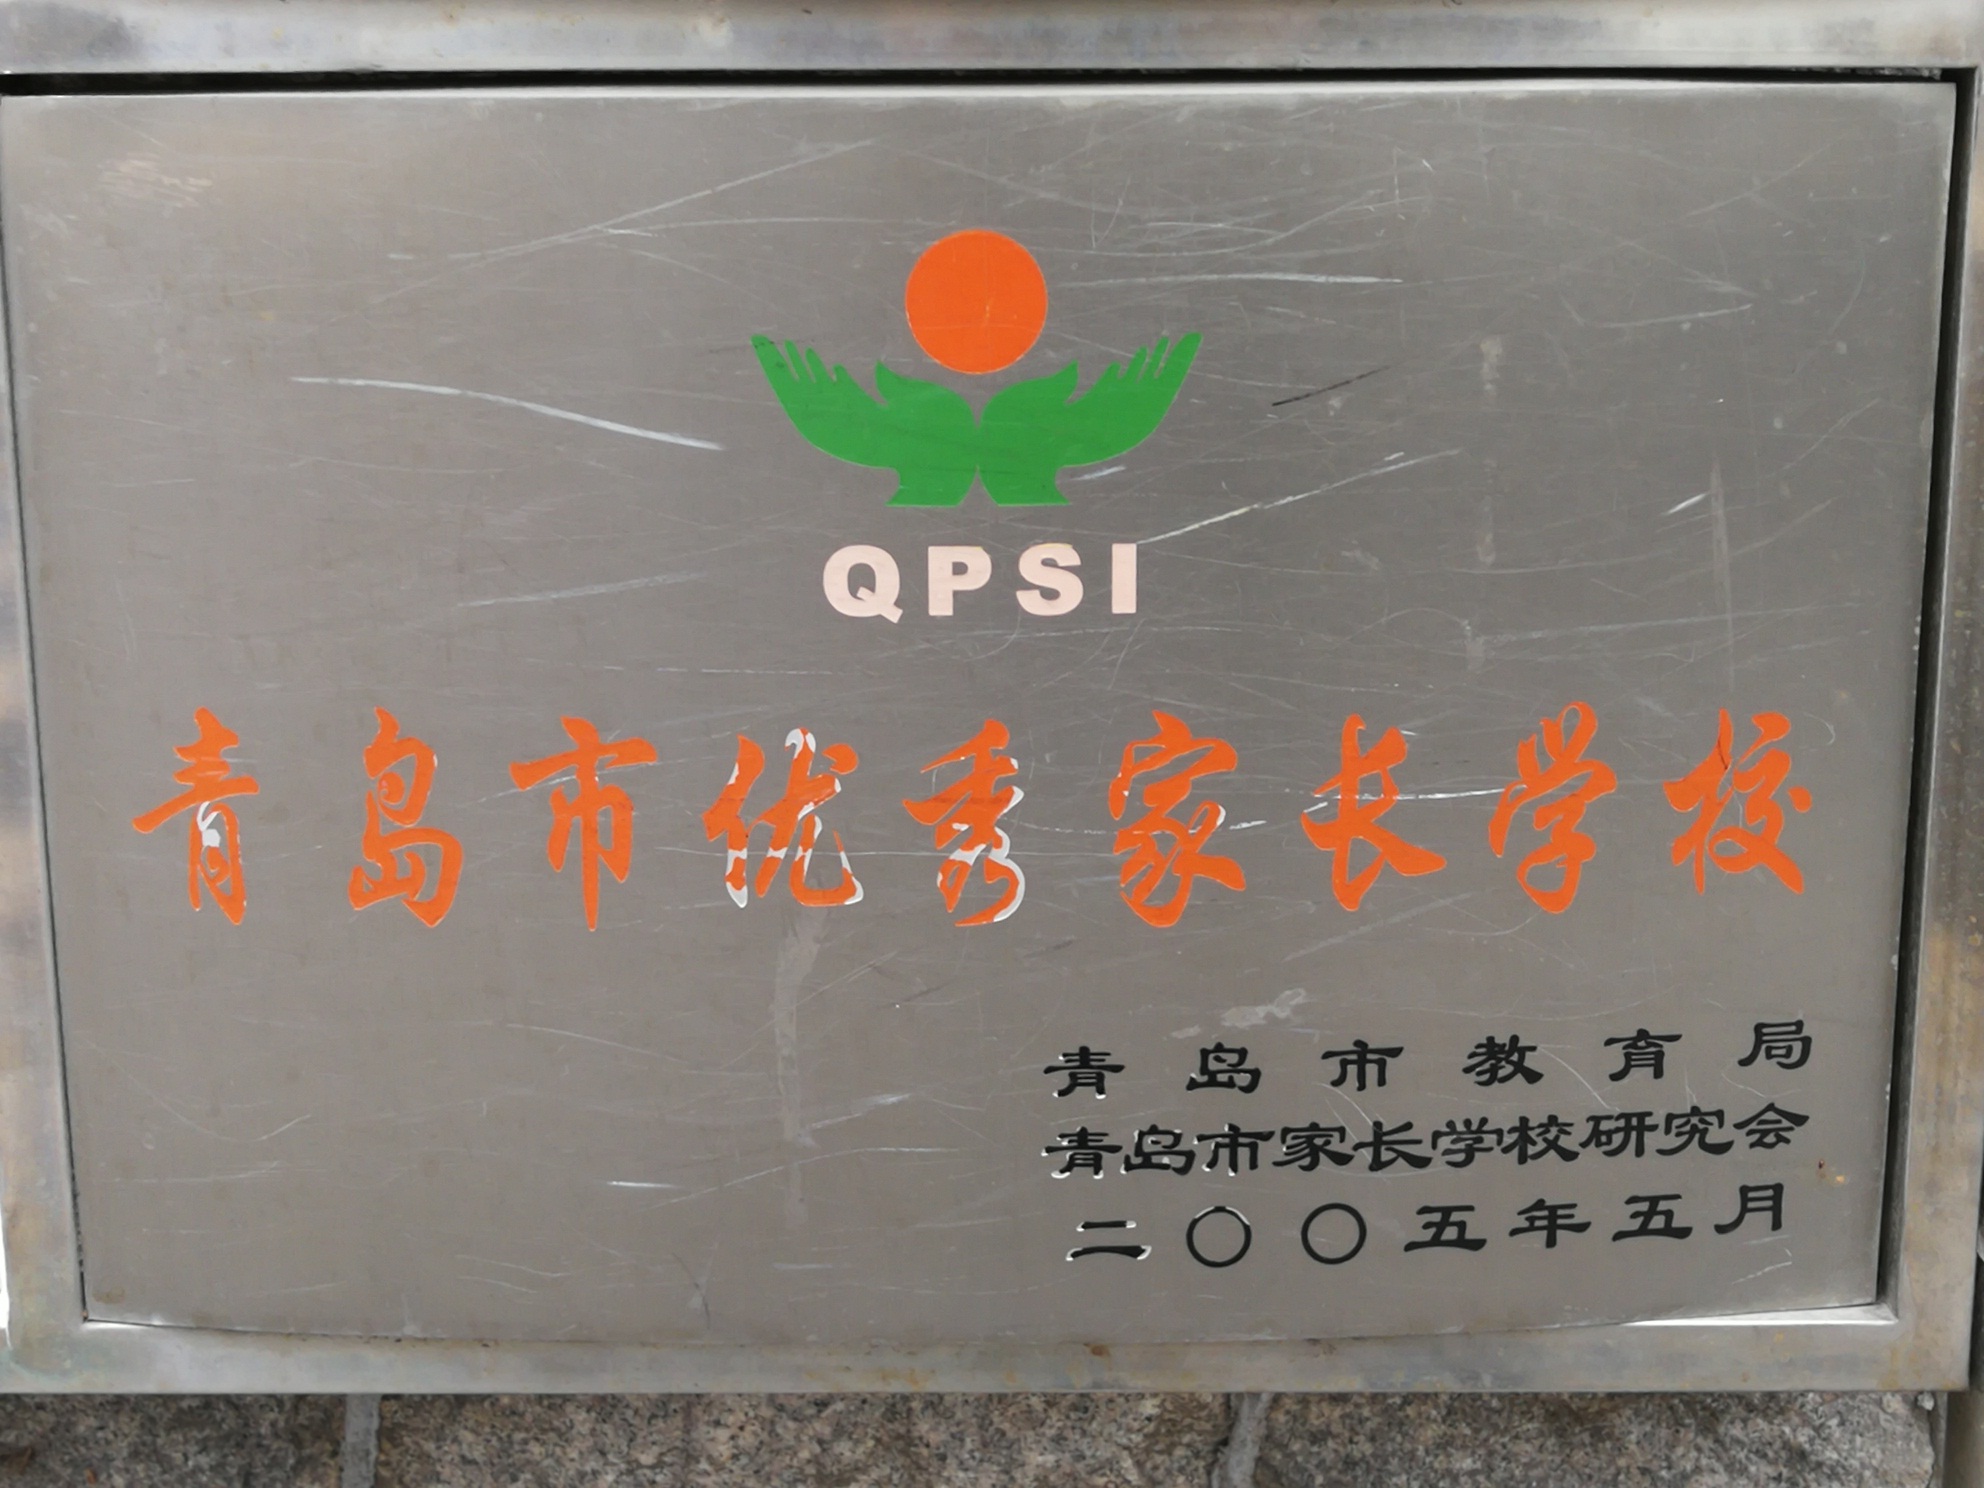 QPSI
青岛市优秀家长学校
青岛市教育局
青岛市家长学校研究会
二〇〇五年五月